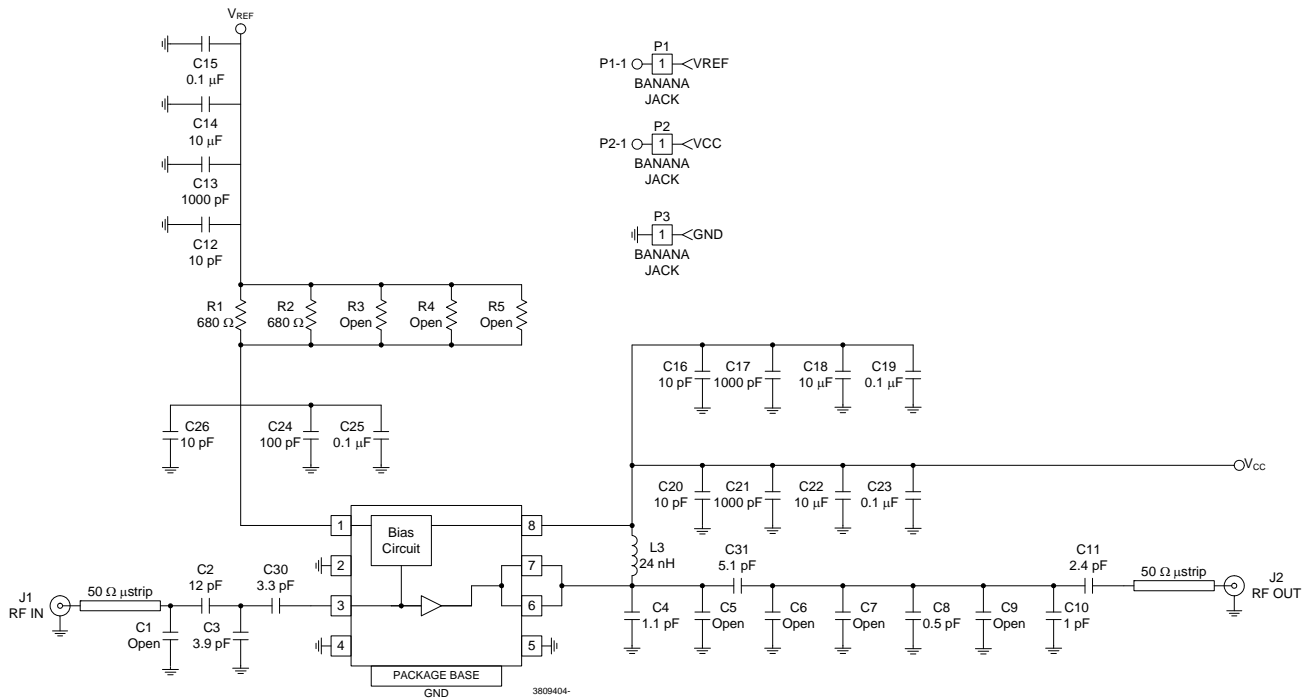 VREF
C15
0.1 µF
C14
10 µF
C13
1000 pF
C12
10 pF
P1
P1-1 1 VREF
BANANA
JACK
P2
P2-1 1 VCC
BANANA
JACK
P3
1 GND
BANANA
JACK
R1
680 Ω
R2
680 Ω
R3
Open
R4
Open
R5
Open
C16
10 pF
C17
1000 pF
C18
10 µF
C19
0.1 µF
C26
10 pF
C24
100 pF
C25
0.1 µF
VCC
C20
10 pF
C21
1000 pF
C22
10 µF
C23
0.1 µF
1
Bias
Circuit
8
2
7
3
6
4
5
L3
24 nH
C31
5.1 pF
C11
2.4 pF
50 Ω µstrip
J2
RF OUT
J1
RF IN
50 Ω µstrip
C2
12 pF
C30
3.3 pF
C1
Open
C3
3.9 pF
C4
1.1 pF
C5
Open
C6
Open
C7
Open
C8
0.5 pF
C9
Open
C10
1 pF
PACKAGE BASE
GND
3809404-